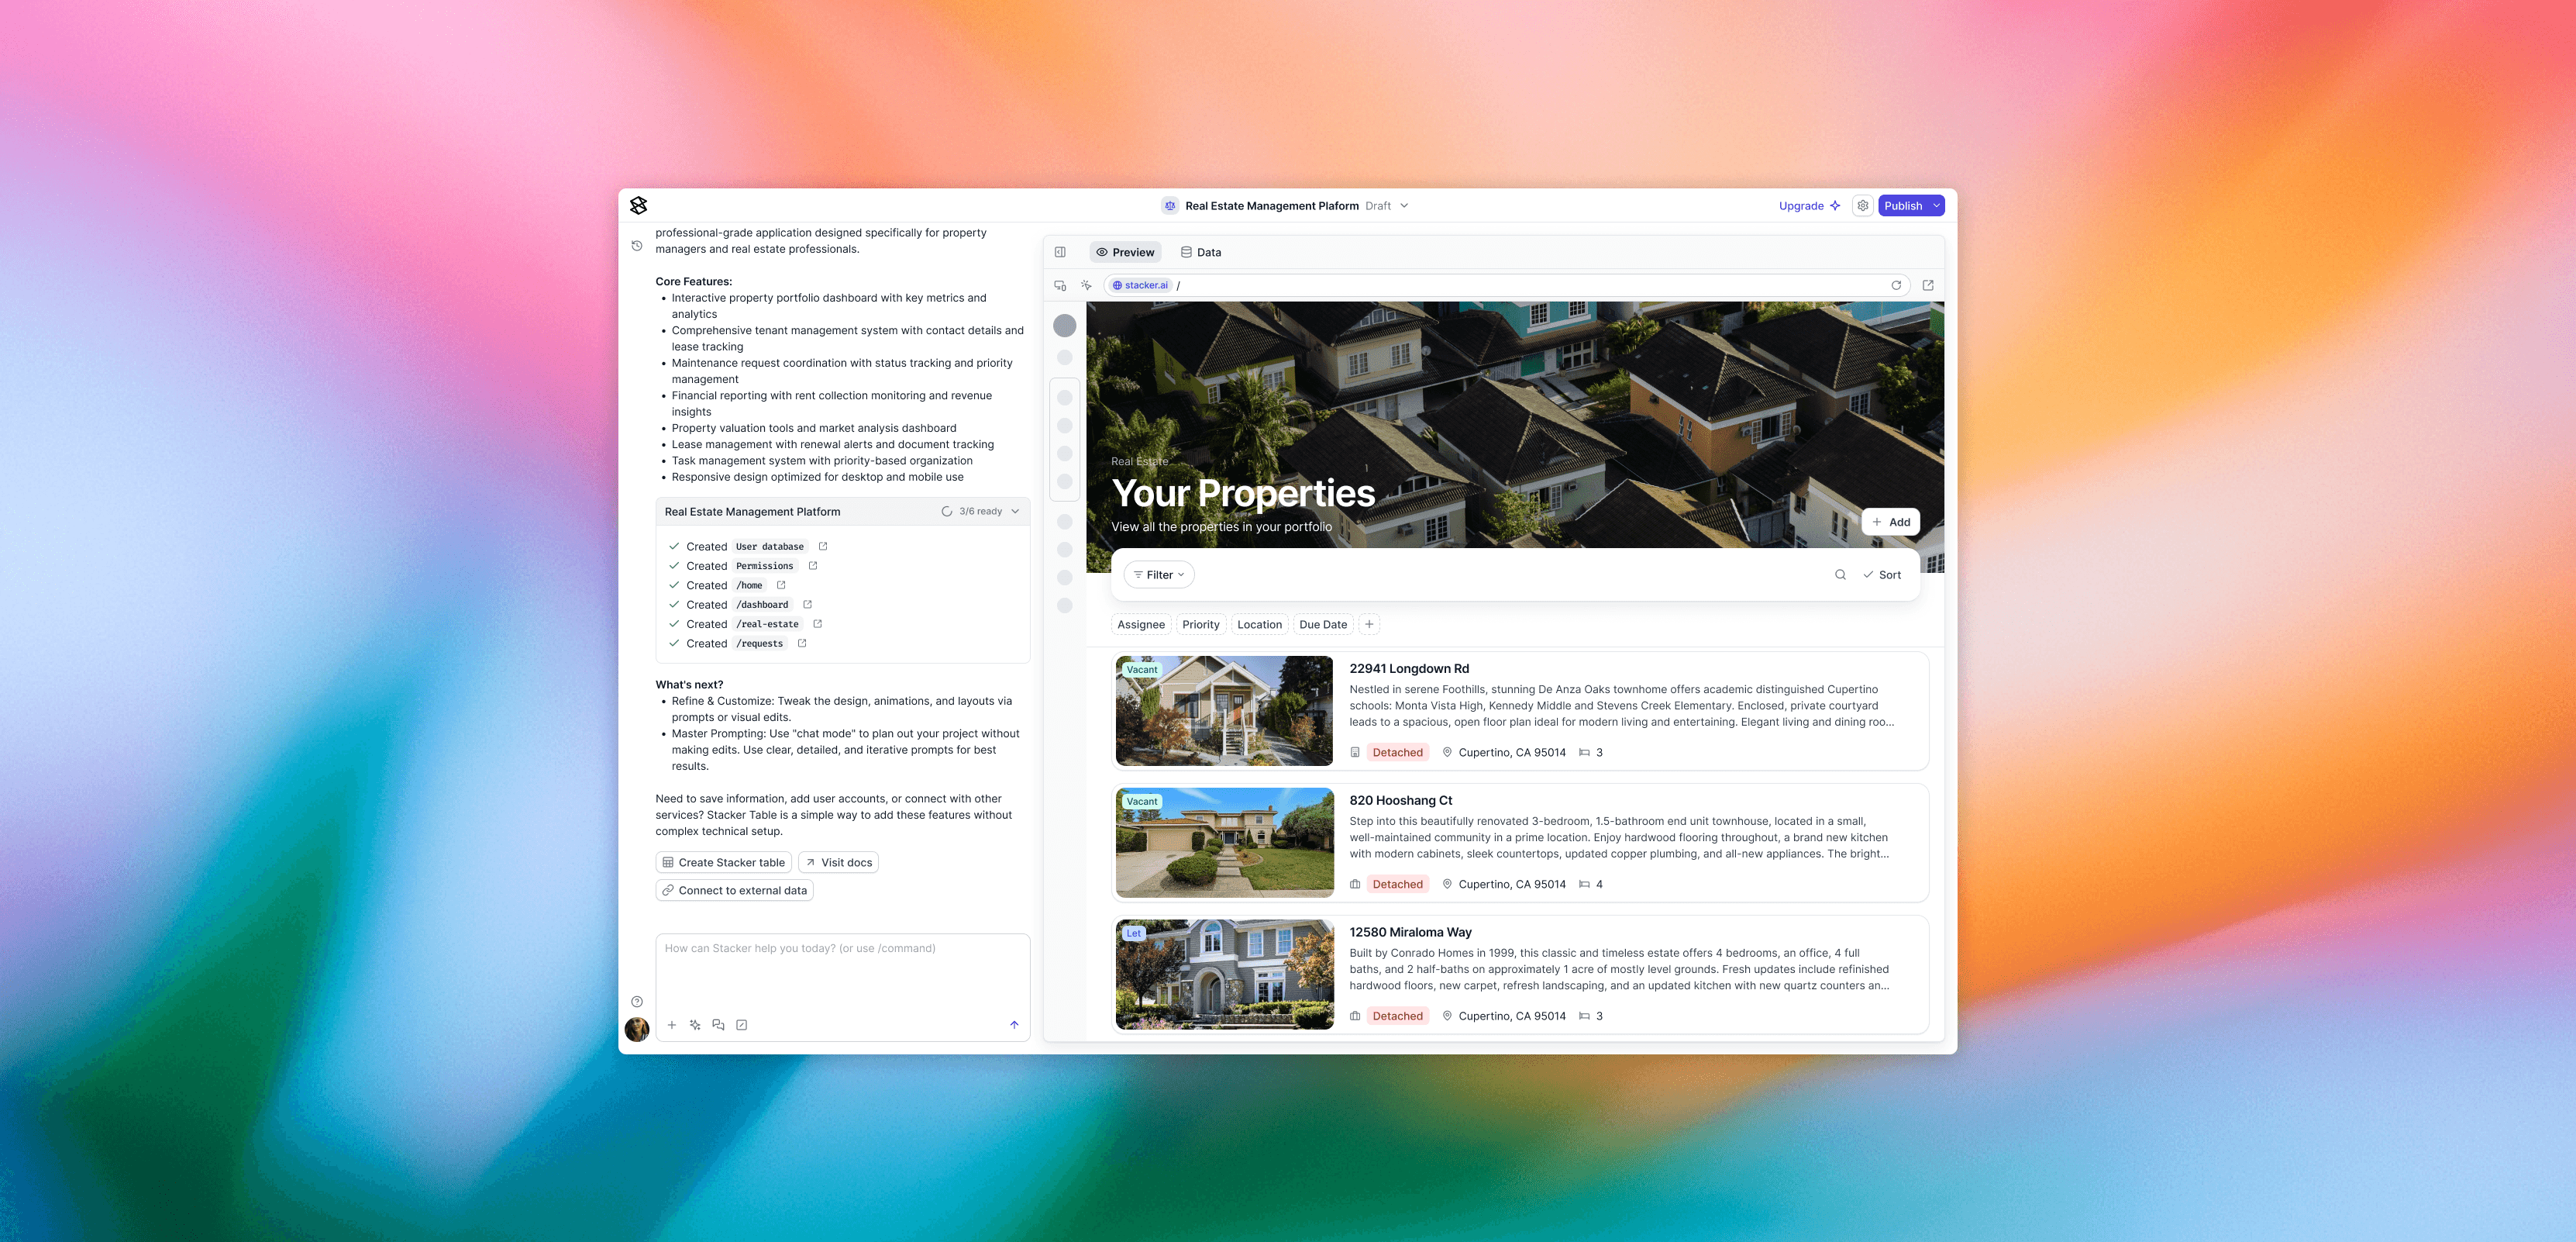 Real Estate Management Plaform Draft
Upgrade
Publish
professional-grade application designed specifically for property
managers and real estate professionals.
Core Features:
• Interactive property portfolio dashboard with key metrics and
analytics
• Comprehensive tenant management system with contact details and
lease tracking
• Maintenance request coordination with status tracking and priority
management
• Financial reporting with rent collection monitoring and revenue
insights
• Property valuation tools and market analysis dashboard
• Lease management with renewal alerts and document tracking
• Task management system with priority-based organization
• Responsive design optimized for desktop and mobile use
Real Estate Management Platform 3/6 ready
Created User database
Created Permissions
Created /home
Created /dashboard
Created /real-estate
Created /requests
What's next?
• Refine & Customize: Tweak the design, animations, and layouts via
prompts or visual edits.
• Master Prompting: Use "chat mode" to plan out your project without
making edits. Use clear, detailed, and iterative prompts for best
results.
Need to save information, add user accounts, or connect with other
services? Stacker Table is a simple way to add these features without
complex technical setup.
Create Stacker table Visit docs
Connect to external data
How can Stacker help you today? (or use /command)
Preview Data
stacker.ai /
Real Estate
Your Properties
View all the properties in your portfolio
Add
Filter Sort
Assignee Priority Location Due Date
Vacant
22941 Longdown Rd
Nestled in serene Foothills, stunning De Anza Oaks townhome offers academic distinguished Cupertino
schools: Monta Vista High, Kennedy Middle and Stevens Creek Elementary. Enclosed, private courtyard
leads to a spacious, open floor plan ideal for modern living and entertaining. Elegant living and dining roo...
Detached Cupertino, CA 95014 3
Vacant
820 Hooshang Ct
Step into this beautifully renovated 3-bedroom, 1.5-bathroom end unit townhouse, located in a small,
well-maintained community in a prime location. Enjoy hardwood flooring throughout, a brand new kitchen
with modern cabinets, sleek countertops, updated copper plumbing, and all-new appliances. The bright...
Detached Cupertino, CA 95014 4
Let
12580 Miraloma Way
Built by Conrado Homes in 1999, this classic and timeless estate offers 4 bedrooms, an office, 4 full
baths, and 2 half-baths on approximately 1 acre of mostly level grounds. Fresh updates include refinished
hardwood floors, new carpet, refresh landscaping, and an updated kitchen with new quartz counters an...
Detached Cupertino, CA 95014 3